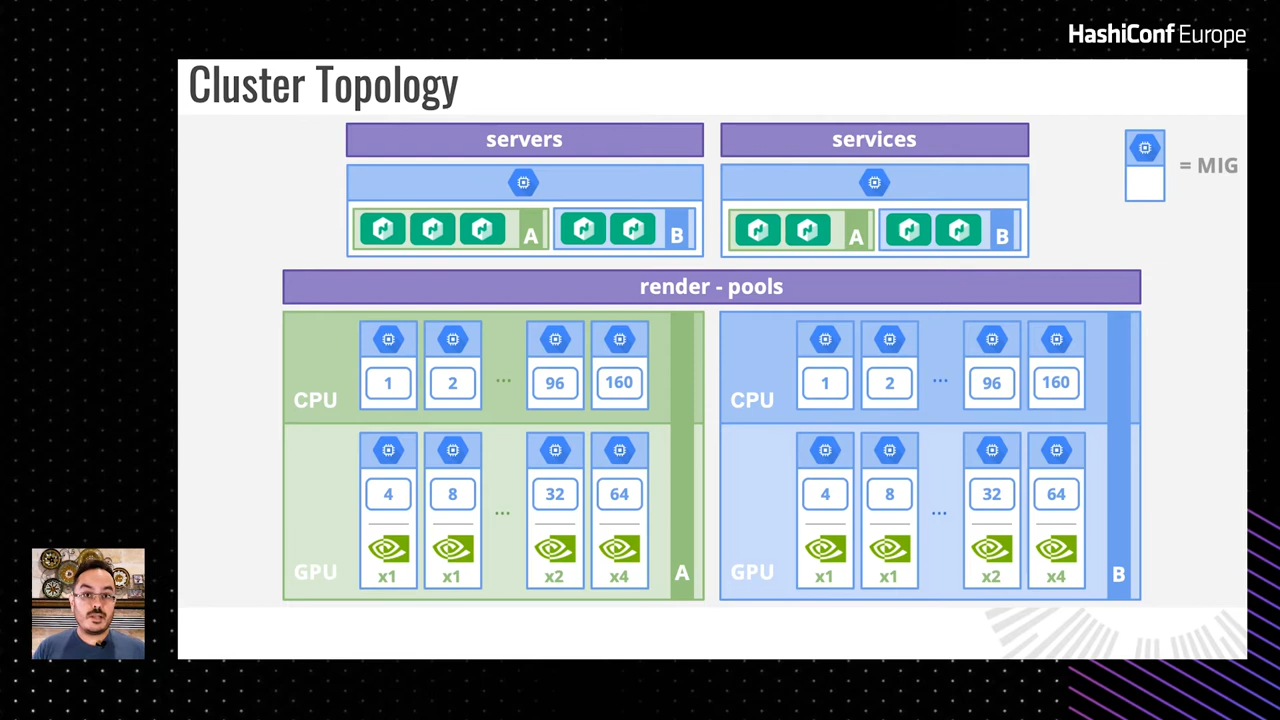 HashiConf Europe
Cluster Topology
servers
services
= MIG
A
B
A
B
render - pools
1
2
...
96
160
CPU
1
2
...
96
160
CPU
4
8
...
32
64
GPU
x1
x1
x2
x4
A
4
8
...
32
64
GPU
x1
x1
x2
x4
B